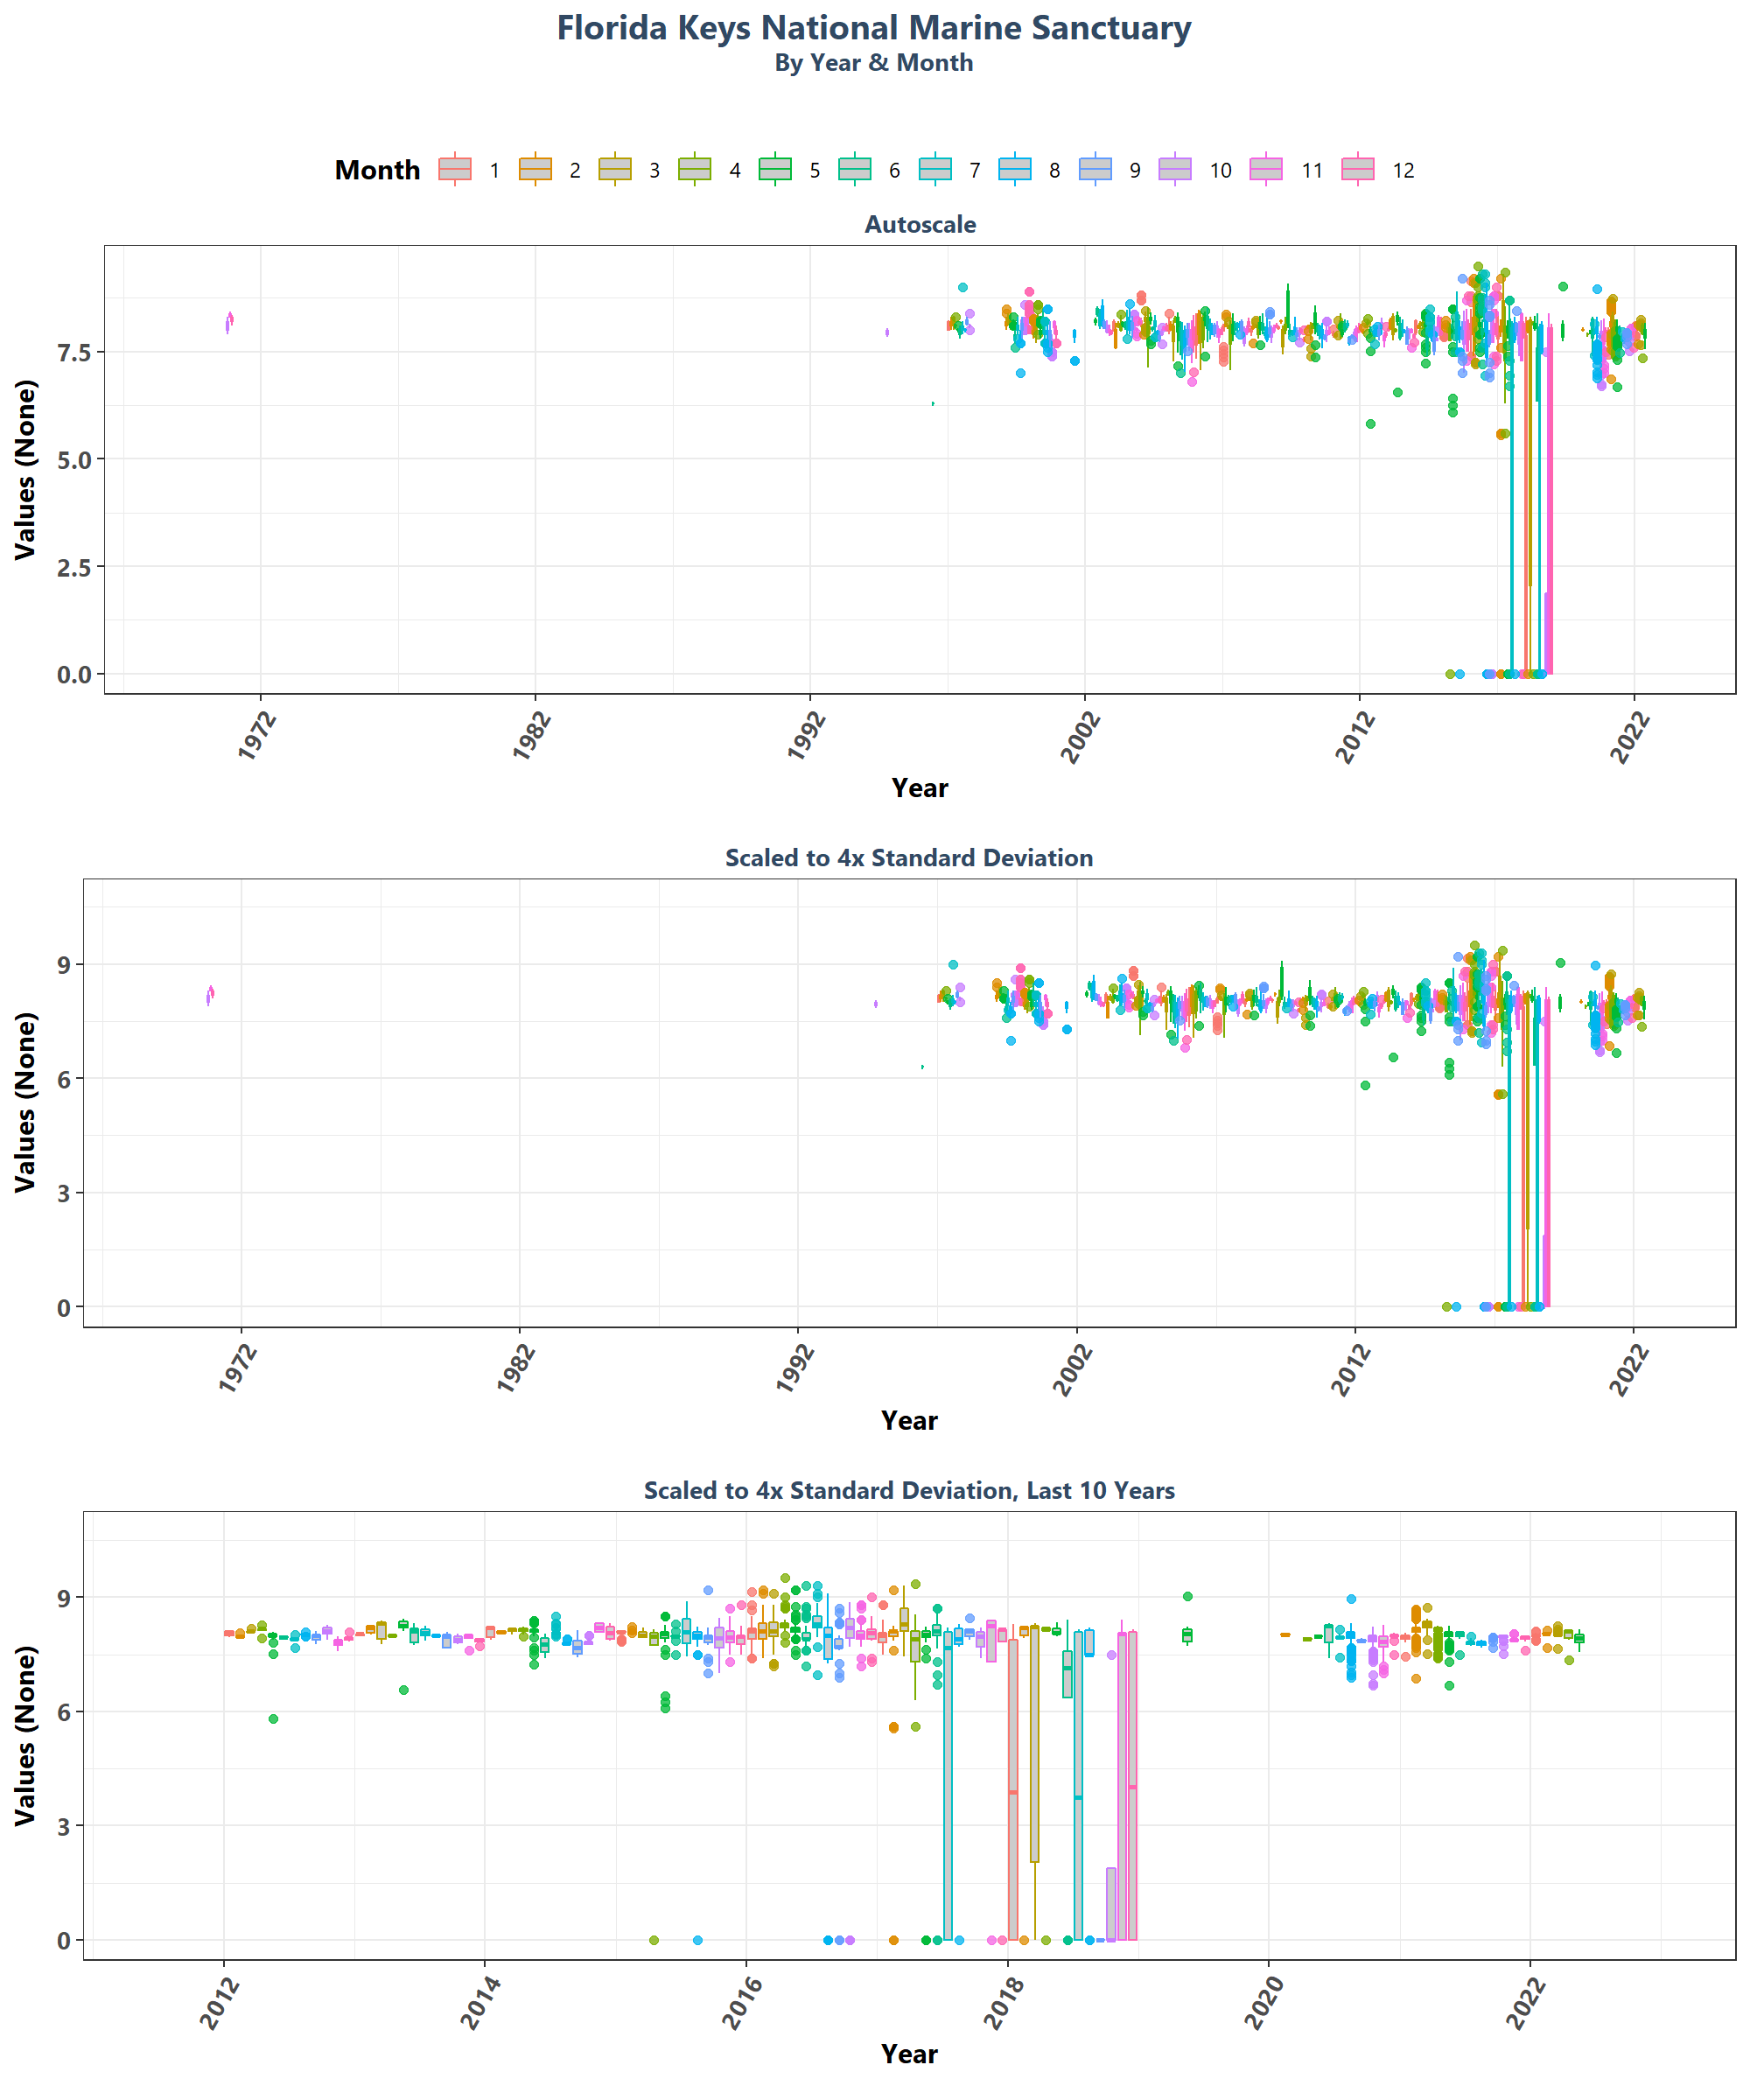 Florida Keys National Marine Sanctuary
By Year & Month
Month 1 2 3 4 5 6 7 8 9 10 11 12
Autoscale
Values (None)
7.5
5.0
2.5
0.0
1972 1982 1992 2002 2012 2022
Year
Scaled to 4x Standard Deviation
Values (None)
9
6
3
0
1972 1982 1992 2002 2012 2022
Year
Scaled to 4x Standard Deviation, Last 10 Years
Values (None)
9
6
3
0
2012 2014 2016 2018 2020 2022
Year